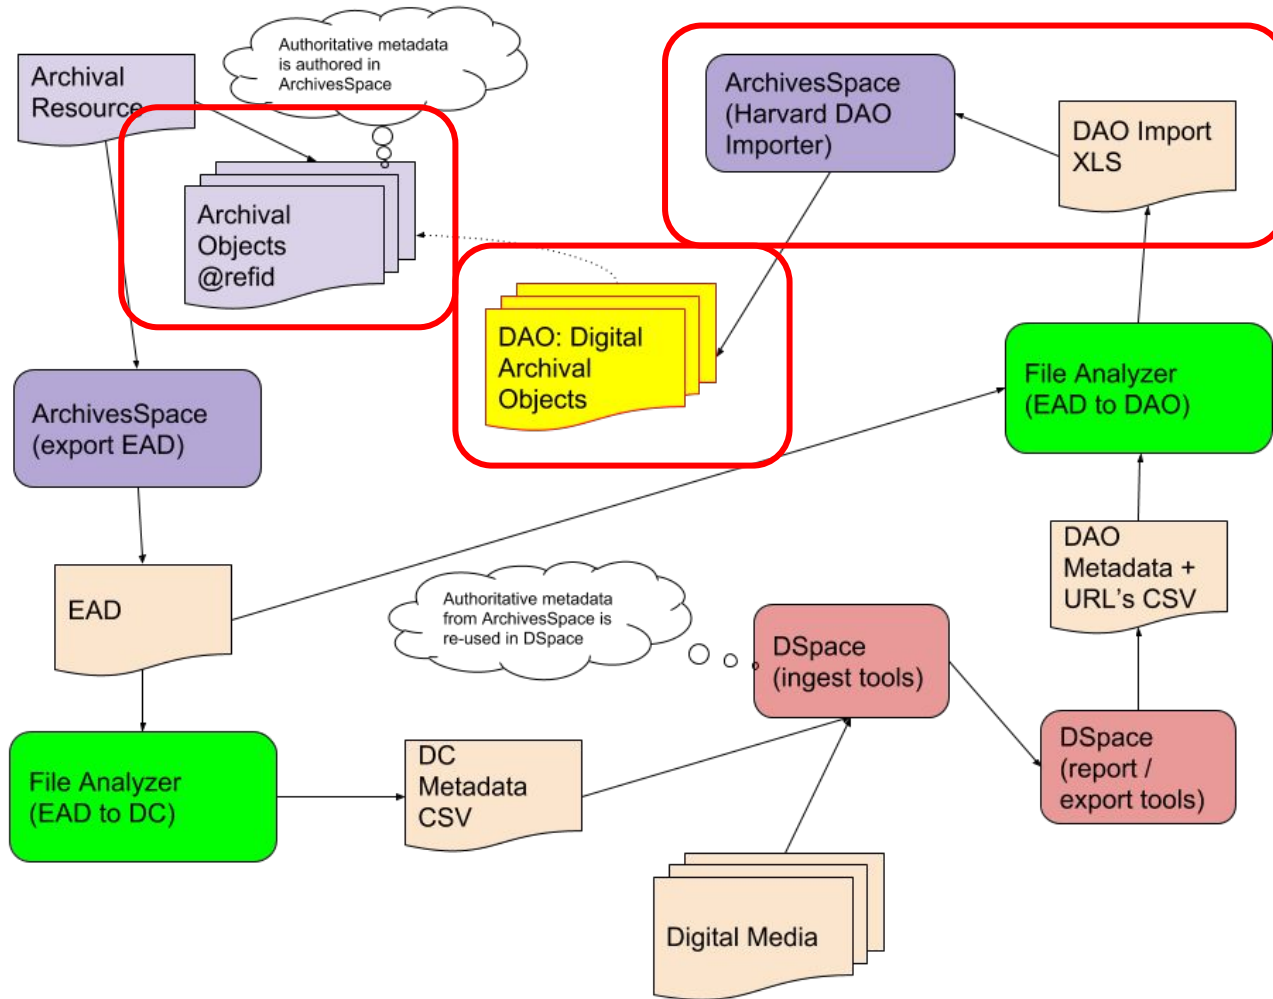 Authoritative metadata
is authored in
ArchivesSpace
Archival
Resource
ArchivesSpace
(Harvard DAO
Importer)
DAO Import
XLS
Archival
Objects
@refid
DAO: Digital
Archival
Objects
File Analyzer
(EAD to DAO)
ArchivesSpace
(export EAD)
DAO
Metadata +
URL's CSV
EAD
Authoritative metadata
from ArchivesSpace is
re-used in DSpace
DSpace
(ingest tools)
DSpace
(report /
export tools)
File Analyzer
(EAD to DC)
DC
Metadata
CSV
Digital Media